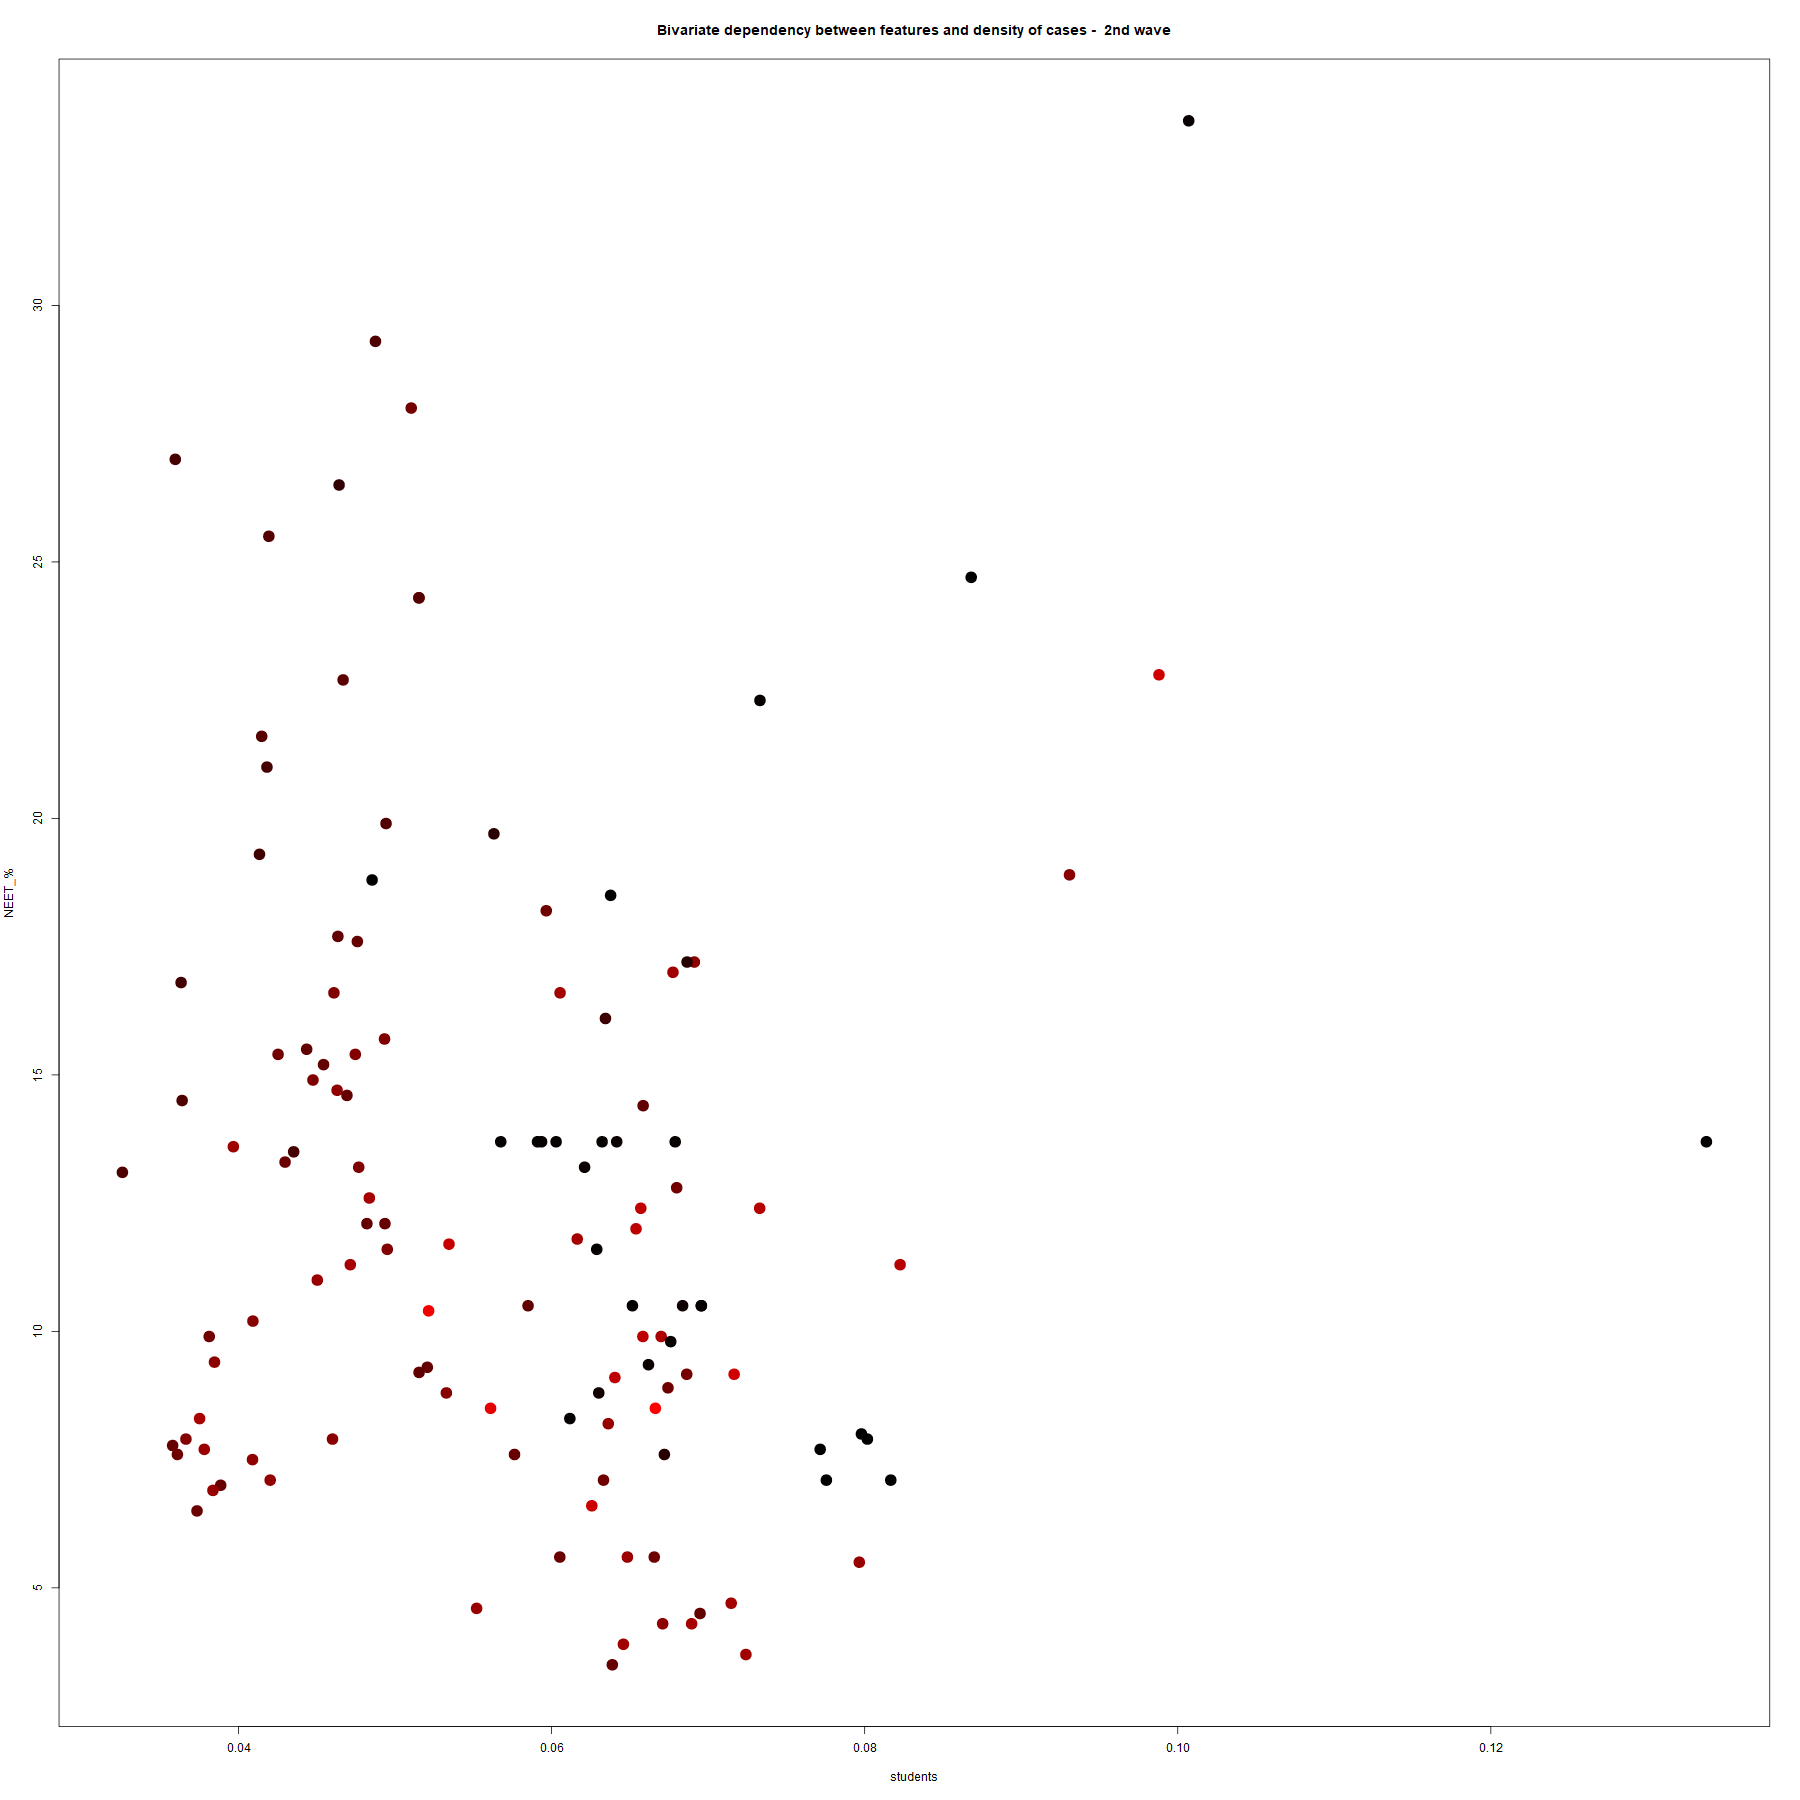 Bivariate dependency between features and density of cases -  2nd wave
30
25
20
15
10
5
NEET_%
0.04 0.06 0.08 0.10 0.12
students